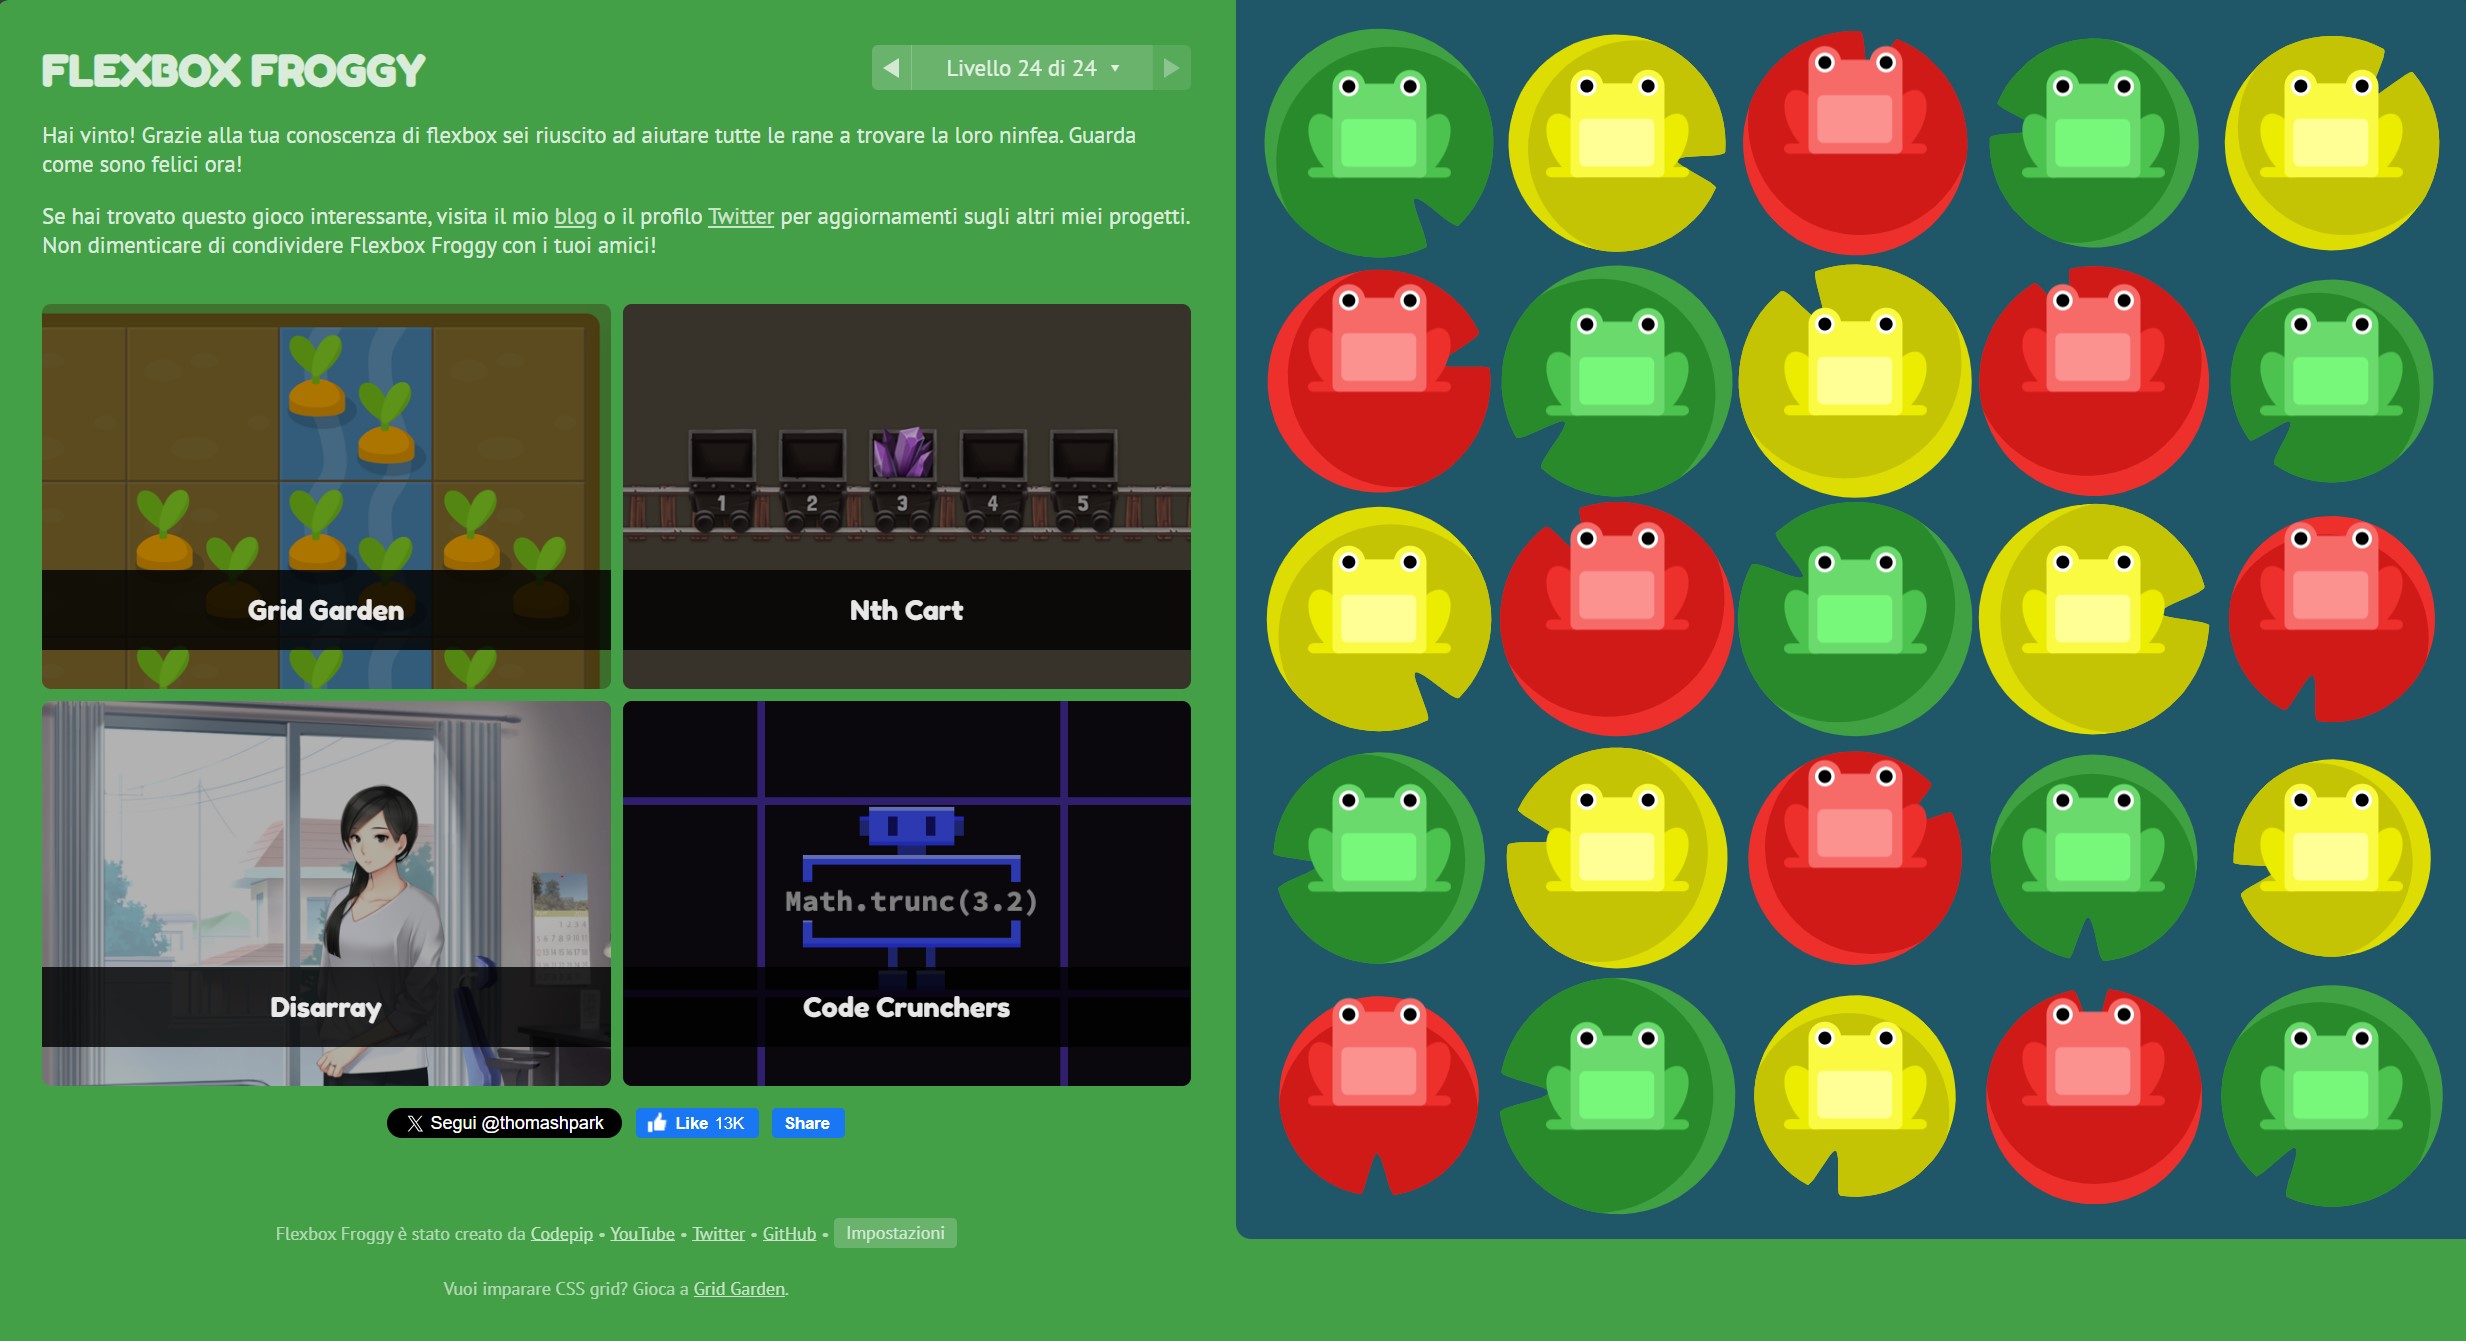 FLEXBOX FROGGY
Livello 24 di 24
Hai vinto! Grazie alla tua conoscenza di flexbox sei riuscito ad aiutare tutte le rane a trovare la loro ninfea. Guarda
come sono felici ora!
Se hai trovato questo gioco interessante, visita il mio blog o il profilo Twitter per aggiornamenti sugli altri miei progetti.
Non dimenticare di condividere Flexbox Froggy con i tuoi amici!
Grid Garden
1 2 3 4 5
Nth Cart
Disarray
Math.trunc(3.2)
Code Crunchers
Segui @thomashpark
Like 13K
Share
Flexbox Froggy è stato creato da Codepip • YouTube • Twitter • GitHub • Impostazioni
Vuoi imparare CSS grid? Gioca a Grid Garden.